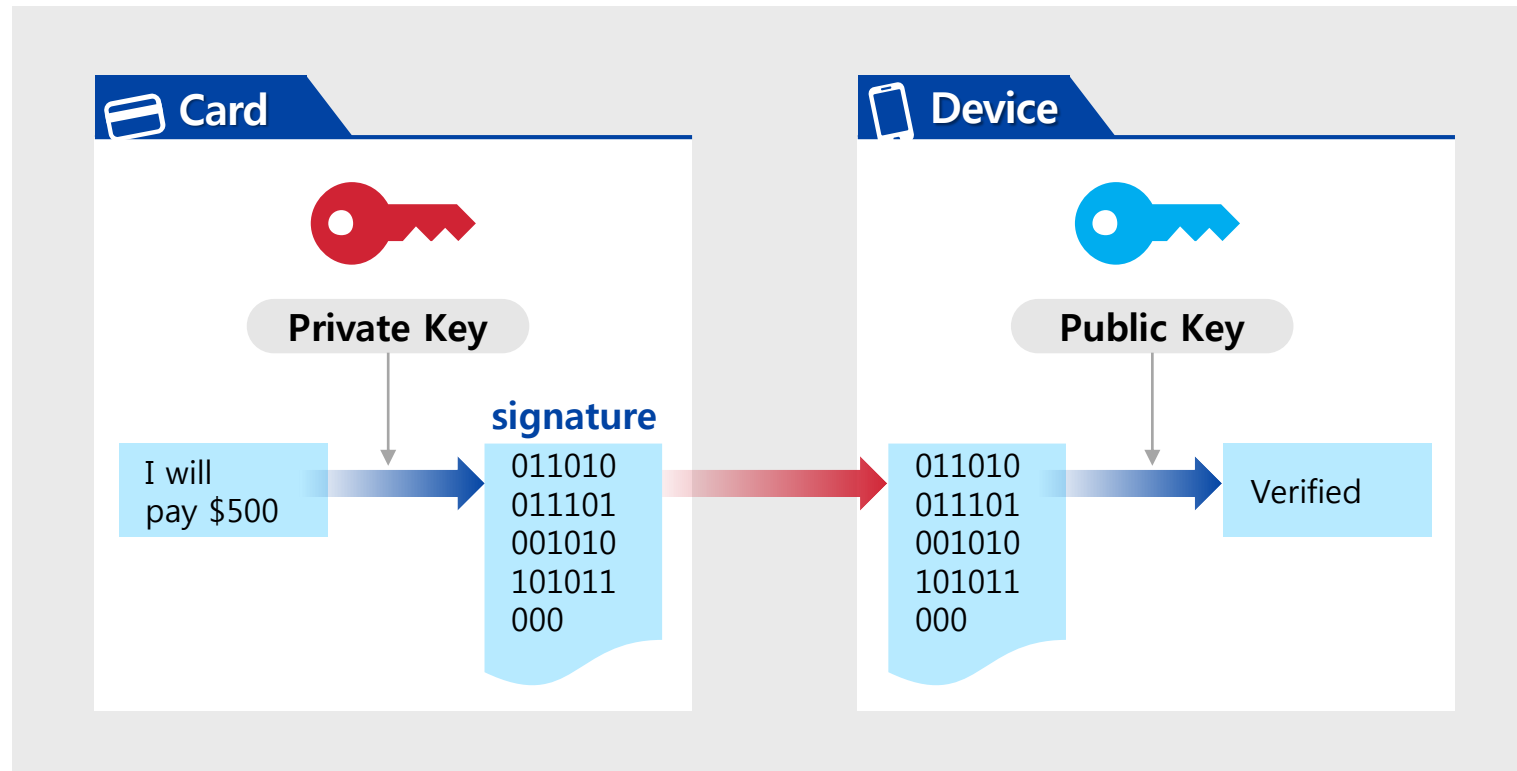 Card
Private Key
signature
I will
pay $500
011010
011101
001010
101011
000
Device
Public Key
011010
011101
001010
101011
000
Verified